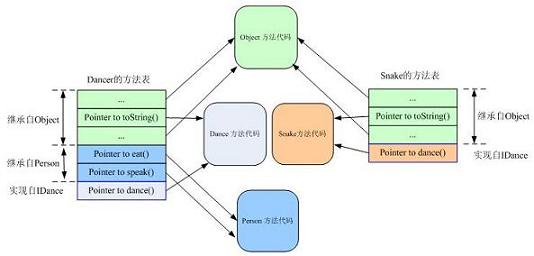 Object 方法代码
Dancer的方法表
Snake的方法表
...
Pointer to toString()
...
Pointer to eat()
Pointer to speak()
Pointer to dance()
继承自Object
继承自Person
实现自IDance
Dance 方法代码
Snake方法代码
Person 方法代码
...
Pointer to toString()
...
Pointer to dance()
继承自Object
实现自IDance